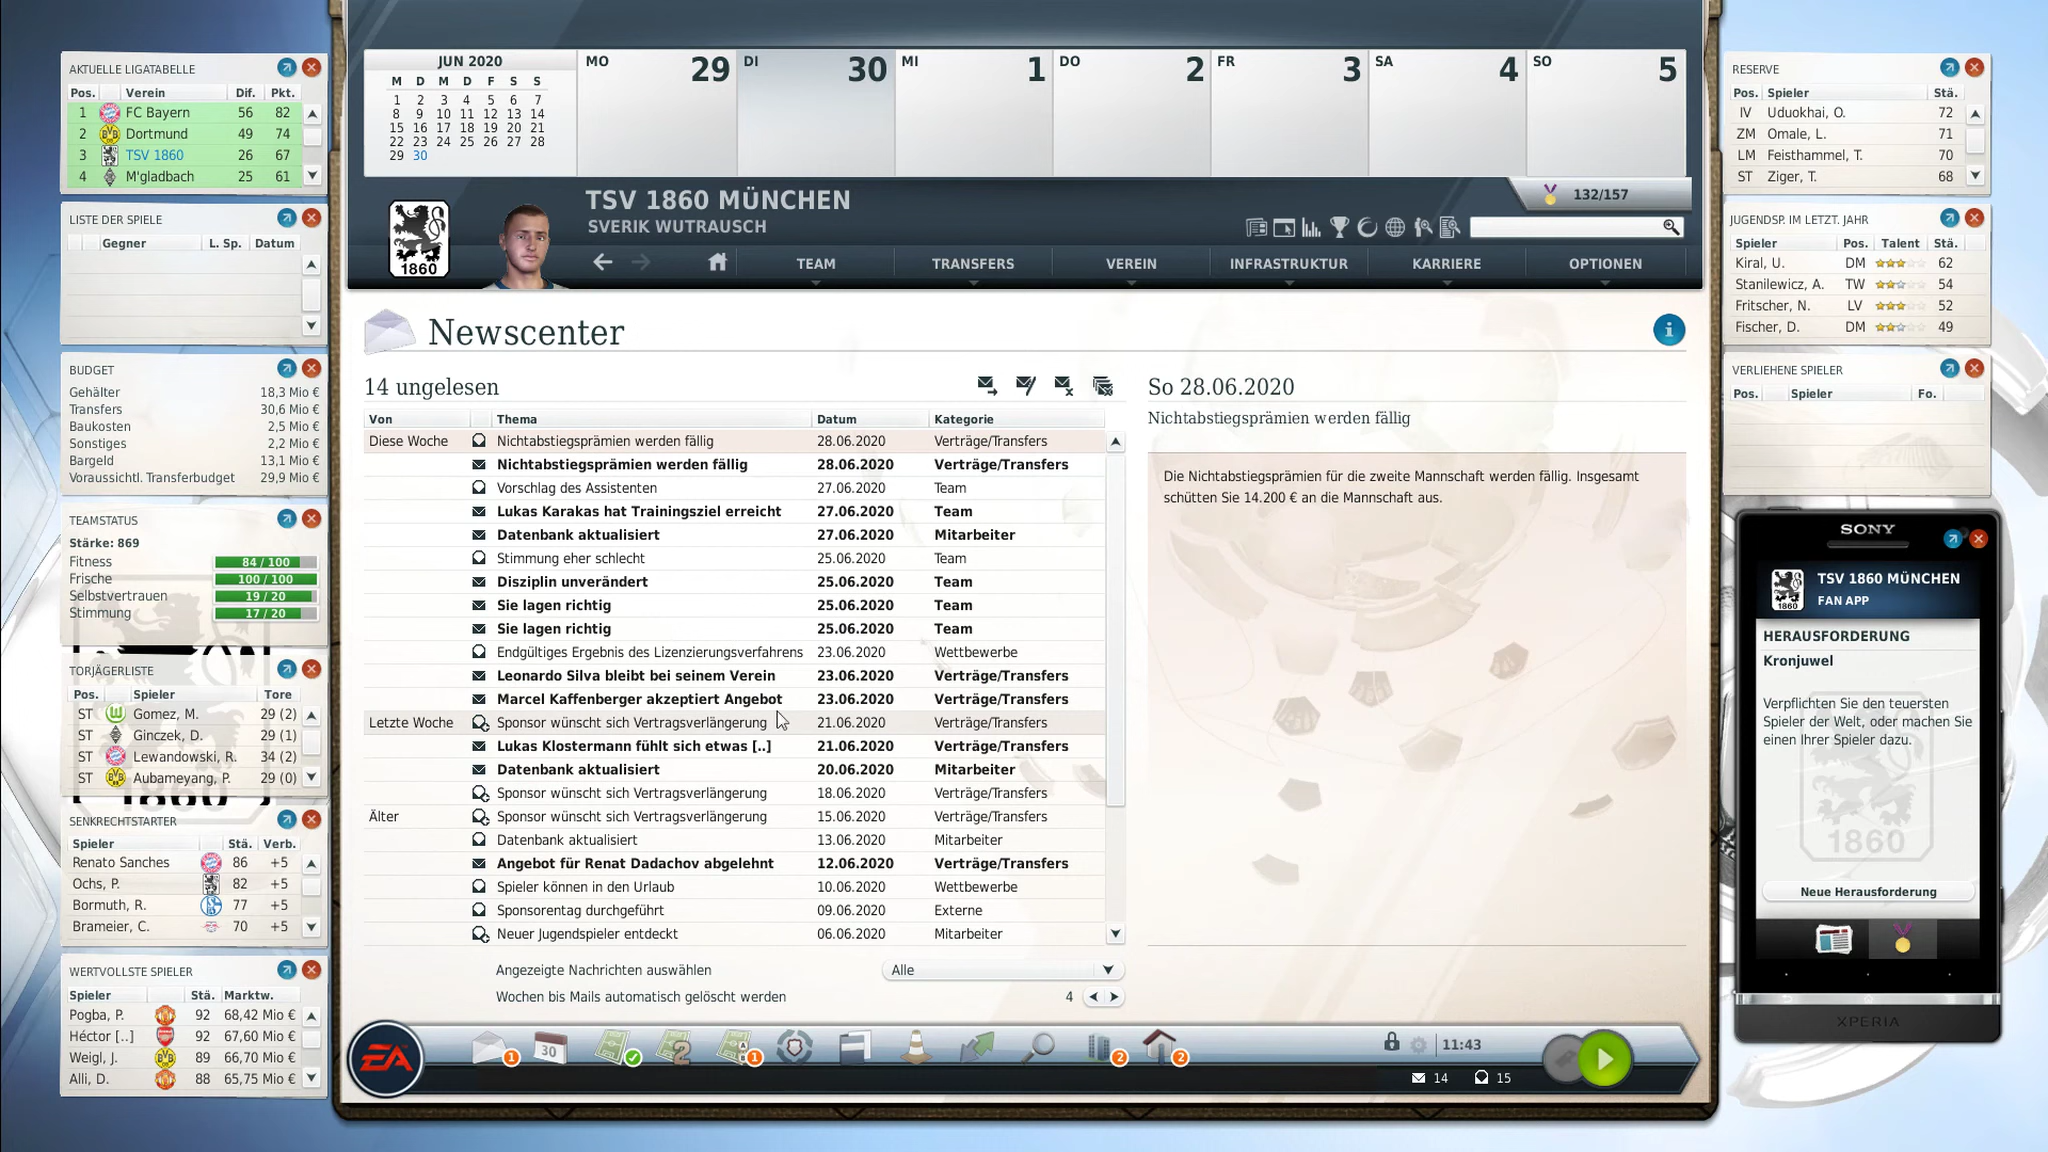 AKTUELLE LIGATABELLE
Pos. Verein Dif. Pkt.
1 FC Bayern 56 82
2 Dortmund 49 74
3 TSV 1860 26 67
4 M'gladbach 25 61
LISTE DER SPIELE
Gegner L. Sp. Datum
BUDGET
Gehälter 18,3 Mio €
Transfers 30,6 Mio €
Baukosten 2,5 Mio €
Sonstiges 2,2 Mio €
Bargeld 13,1 Mio €
Voraussichtl. Transferbudget 29,9 Mio €
TEAMSTATUS
Stärke: 869
Fitness 84 / 100
Frische 100 / 100
Selbstvertrauen 19 / 20
Stimmung 17 / 20
TORJÄGERLISTE
Pos. Spieler Tore
ST Gomez, M. 29 (2)
ST Ginczek, D. 29 (1)
ST Lewandowski, R. 34 (2)
ST Aubameyang, P. 29 (0)
1860
SENKRECHTSTARTER
Spieler Stä. Verb.
Renato Sanches 86 +5
Ochs, P. 82 +5
Bormuth, R. 77 +5
Brameier, C. 70 +5
WERTVOLLSTE SPIELER
Spieler Stä. Marktw.
Pogba, P. 92 68,42 Mio €
Héctor [..] 92 67,60 Mio €
Weigl, J. 89 66,70 Mio €
Alli, D. 88 65,75 Mio €
JUN 2020
M D M D F S S
1 2 3 4 5 6 7
8 9 10 11 12 13 14
15 16 17 18 19 20 21
22 23 24 25 26 27 28
29 30
MO 29 DI 30 MI 1 DO 2 FR 3 SA 4 SO 5
1860
TSV 1860 MÜNCHEN
SVERIK WUTRAUSCH
132/157
TEAM TRANSFERS VEREIN INFRASTRUKTUR KARRIERE OPTIONEN
Newscenter
14 ungelesen
Von Thema Datum Kategorie
Diese Woche Nichtabstiegsprämien werden fällig 28.06.2020 Verträge/Transfers
Nichtabstiegsprämien werden fällig 28.06.2020 Verträge/Transfers
Vorschlag des Assistenten 27.06.2020 Team
Lukas Karakas hat Trainingsziel erreicht 27.06.2020 Team
Datenbank aktualisiert 27.06.2020 Mitarbeiter
Stimmung eher schlecht 25.06.2020 Team
Disziplin unverändert 25.06.2020 Team
Sie lagen richtig 25.06.2020 Team
Sie lagen richtig 25.06.2020 Team
Endgültiges Ergebnis des Lizenzierungsverfahrens 23.06.2020 Wettbewerbe
Leonardo Silva bleibt bei seinem Verein 23.06.2020 Verträge/Transfers
Marcel Kaffenberger akzeptiert Angebot 23.06.2020 Verträge/Transfers
Letzte Woche Sponsor wünscht sich Vertragsverlängerung 21.06.2020 Verträge/Transfers
Lukas Klostermann fühlt sich etwas [..] 21.06.2020 Verträge/Transfers
Datenbank aktualisiert 20.06.2020 Mitarbeiter
Sponsor wünscht sich Vertragsverlängerung 18.06.2020 Verträge/Transfers
Älter Sponsor wünscht sich Vertragsverlängerung 15.06.2020 Verträge/Transfers
Datenbank aktualisiert 13.06.2020 Mitarbeiter
Angebot für Renat Dadachov abgelehnt 12.06.2020 Verträge/Transfers
Spieler können in den Urlaub 10.06.2020 Wettbewerbe
Sponsorentag durchgeführt 09.06.2020 Externe
Neuer Jugendspieler entdeckt 06.06.2020 Mitarbeiter
Angezeigte Nachrichten auswählen Alle
Wochen bis Mails automatisch gelöscht werden 4
So 28.06.2020
Nichtabstiegsprämien werden fällig
Die Nichtabstiegsprämien für die zweite Mannschaft werden fällig. Insgesamt
schütten Sie 14.200 € an die Mannschaft aus.
EA
1 30 2 1 2 2
11:43
14 15
RESERVE
Pos. Spieler Stä.
IV Uduokhai, O. 72
ZM Omale, L. 71
LM Feisthammel, T. 70
ST Ziger, T. 68
JUGENDSP. IM LETZT. JAHR
Spieler Pos. Talent Stä.
Kiral, U. DM 62
Stanilewicz, A. TW 54
Fritscher, N. LV 52
Fischer, D. DM 49
VERLIEHENE SPIELER
Pos. Spieler Fo.
SONY
1860
TSV 1860 MÜNCHEN
FAN APP
HERAUSFORDERUNG
Kronjuwel
Verpflichten Sie den teuersten
Spieler der Welt, oder machen Sie
einen Ihrer Spieler dazu.
1860
Neue Herausforderung
XPERIA